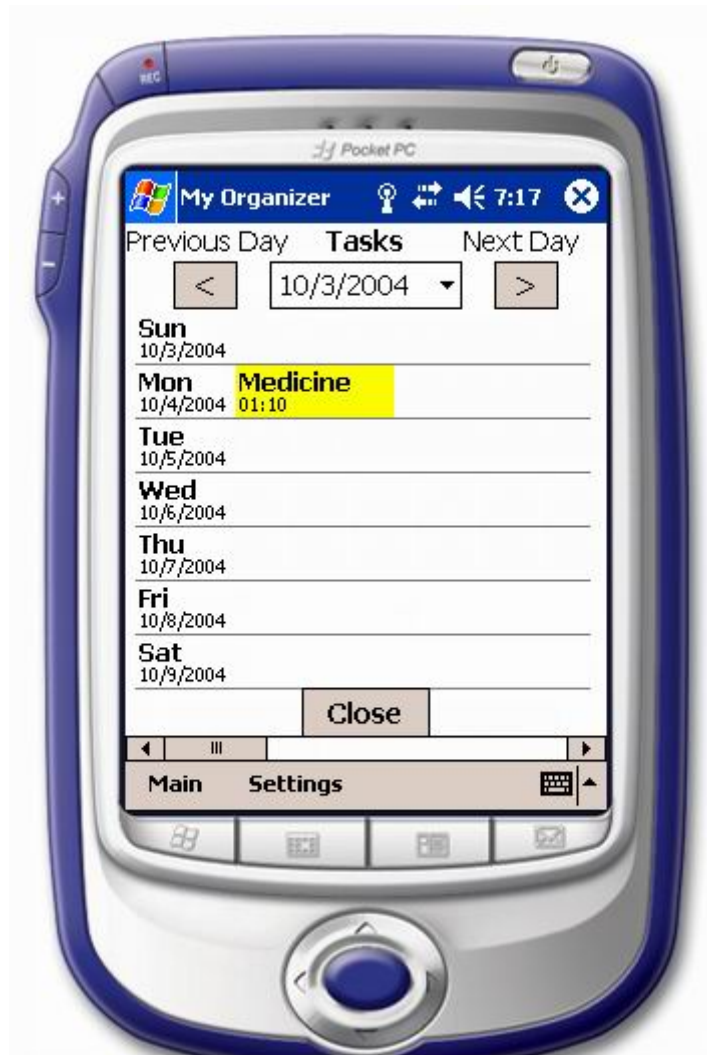 REC
Pocket PC
My Organizer 7:17
Previous Day Tasks Next Day
< 10/3/2004 >
Sun
10/3/2004
Mon Medicine
10/4/2004 01:10
Tue
10/5/2004
Wed
10/6/2004
Thu
10/7/2004
Fri
10/8/2004
Sat
10/9/2004
Close
Main Settings